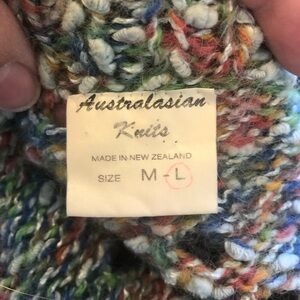 Australasian
Knits
MADE IN NEW ZEALAND
SIZE M-L